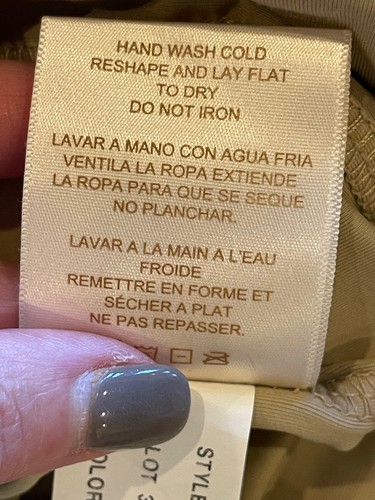 HAND WASH COLD
RESHAPE AND LAY FLAT
TO DRY
DO NOT IRON
LAVAR A MANO CON AGUA FRIA
VENTILA LA ROPA EXTIENDE
LA ROPA PARA QUE SE SEQUE
NO PLANCHAR.
LAVAR A LA MAIN A L'EAU
FROIDE
REMETTRE EN FORME ET
SÉCHER A PLAT
NE PAS REPASSER.
STYLE
LOT 3
COLOR